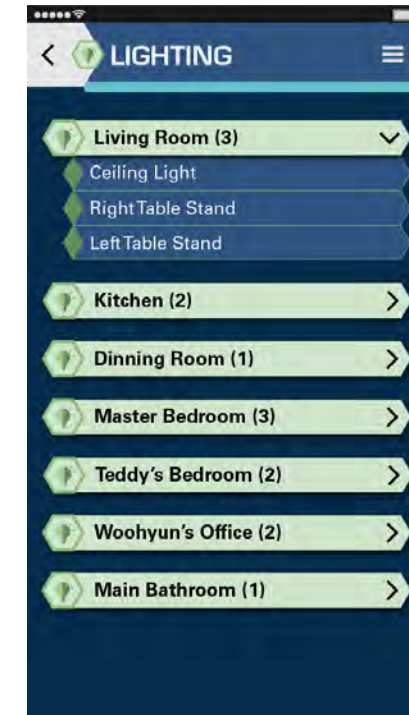 LIGHTING
Living Room (3)
Ceiling Light
Right Table Stand
Left Table Stand
Kitchen (2)
Dinning Room (1)
Master Bedroom (3)
Teddy's Bedroom (2)
Woohyun's Office (2)
Main Bathroom (1)